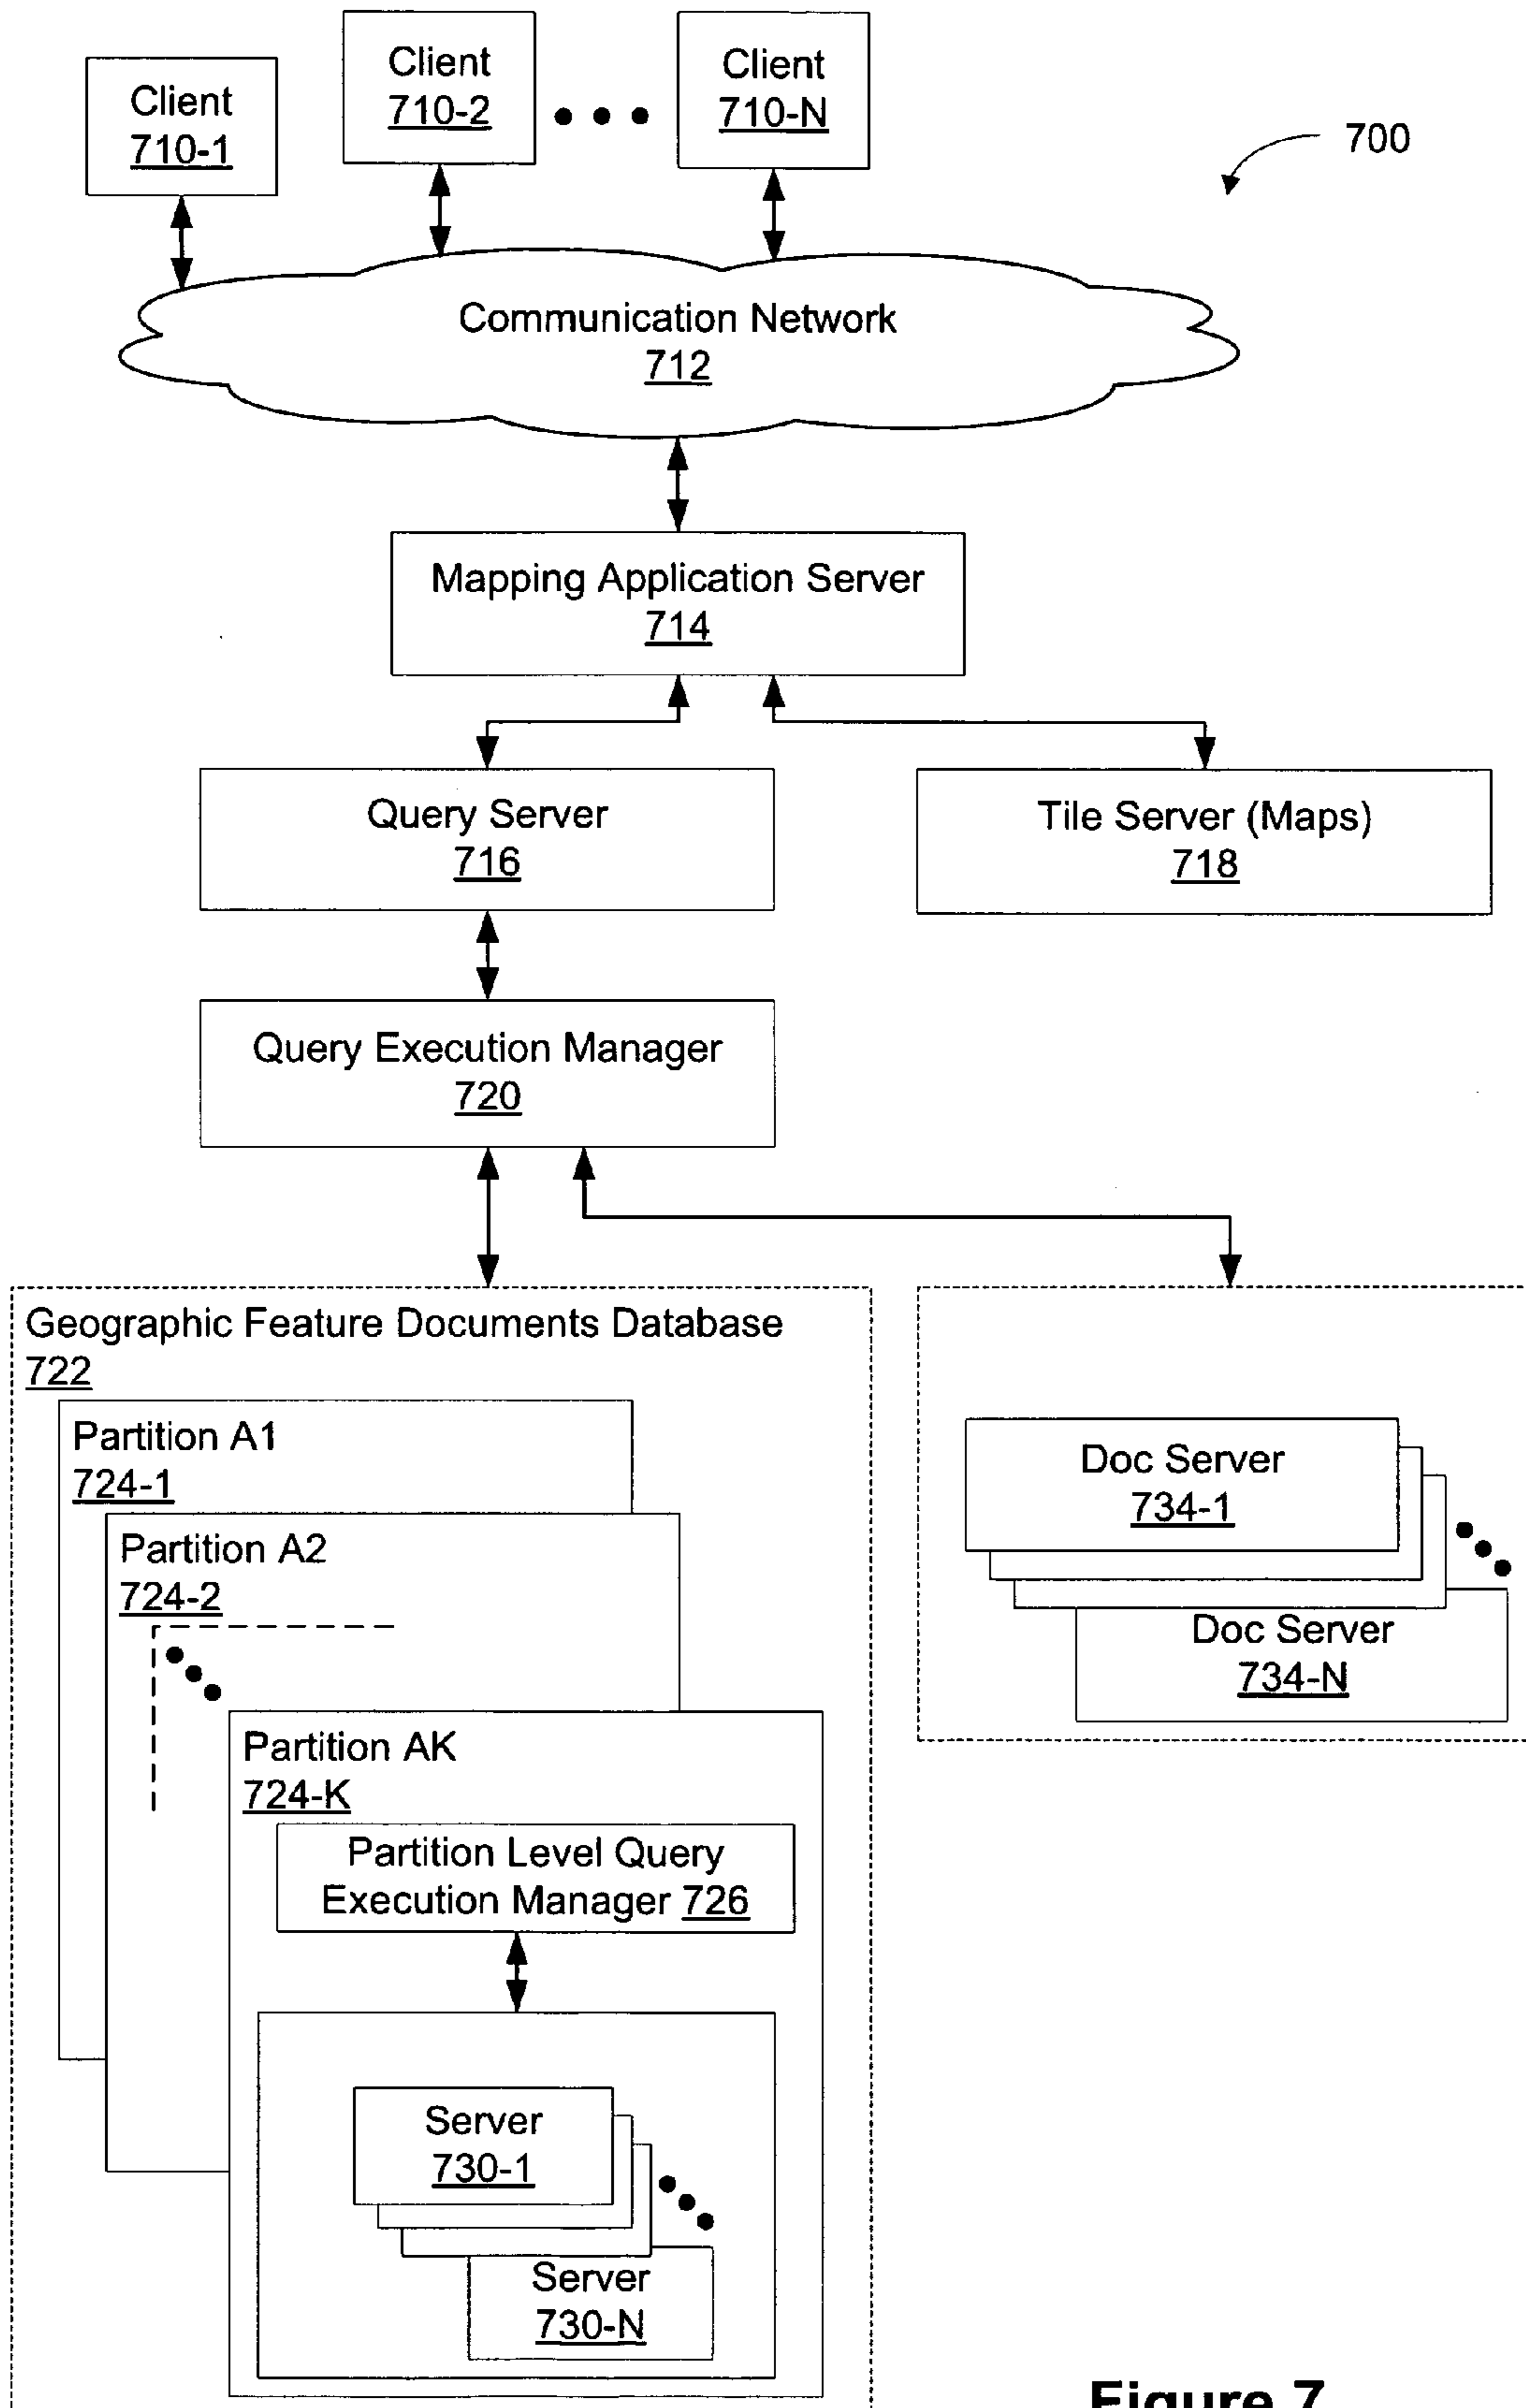 Client
710-1
Client
710-2
Client
710-N
700
Communication Network
712
Mapping Application Server
714
Query Server
716
Tile Server (Maps)
718
Query Execution Manager
720
Geographic Feature Documents Database
722
Partition A1
724-1
Partition A2
724-2
Partition AK
724-K
Partition Level Query
Execution Manager 726
Server
730-1
Server
730-N
Doc Server
734-1
Doc Server
734-N
Figure 7